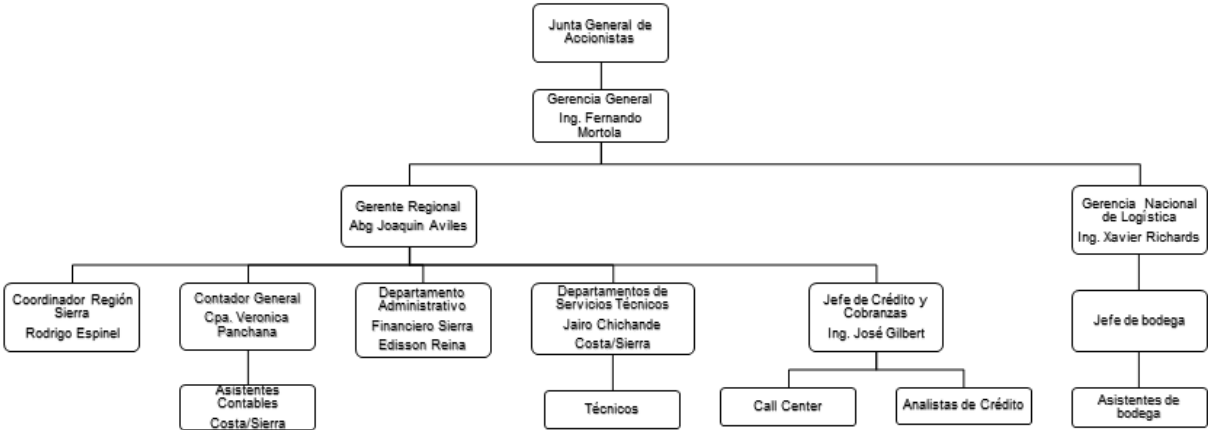 Junta General de
Accionistas
Gerencia General
Ing. Fernando
Mortola
Gerente Regional
Abg Joaquin Aviles
Gerencia Nacional
de Logística
Ing. Xavier Richards
Coordinador Región
Sierra
Rodrigo Espinel
Contador General
Cpa. Veronica
Panchana
Departamento
Administrativo
Financiero Sierra
Edisson Reina
Departamentos de
Servicios Técnicos
Jairo Chichande
Costa/Sierra
Jefe de Crédito y
Cobranzas
Ing. José Gilbert
Jefe de bodega
Asistentes
Contables
Costa/Sierra
Técnicos
Call Center
Analistas de Crédito
Asistentes de
bodega